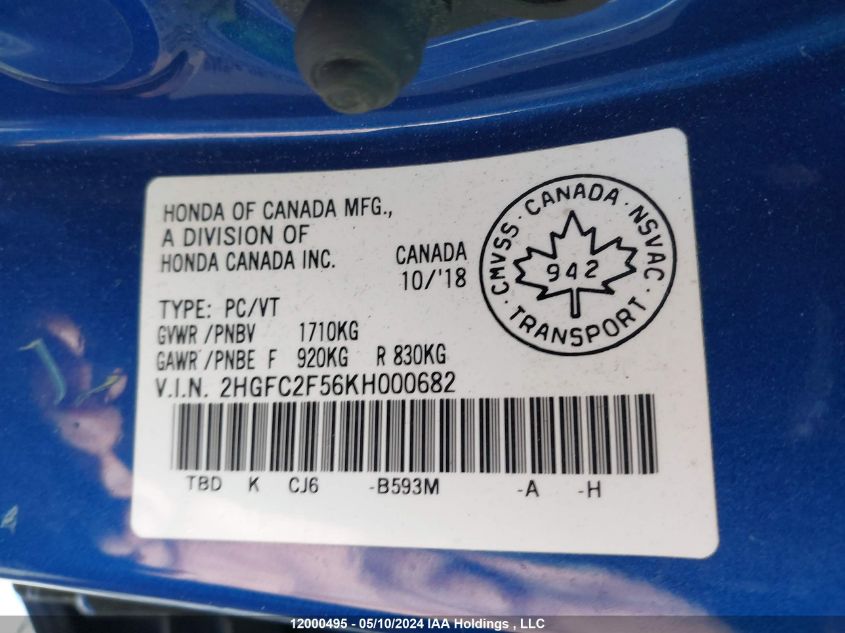 HONDA OF CANADA MFG.,
A DIVISION OF
HONDA CANADA INC.
CANADA
10/'18
CMVSS · CANADA · NSVAC ·
942
TRANSPORT
TYPE: PC/VT
GVWR/PNBV 1710KG
GAWR/PNBE F 920KG R 830KG
V.I.N. 2HGFC2F56KH000682
TBD K CJ6 -B593M -A -H
12000495 - 05/10/2024 IAA Holdings , LLC